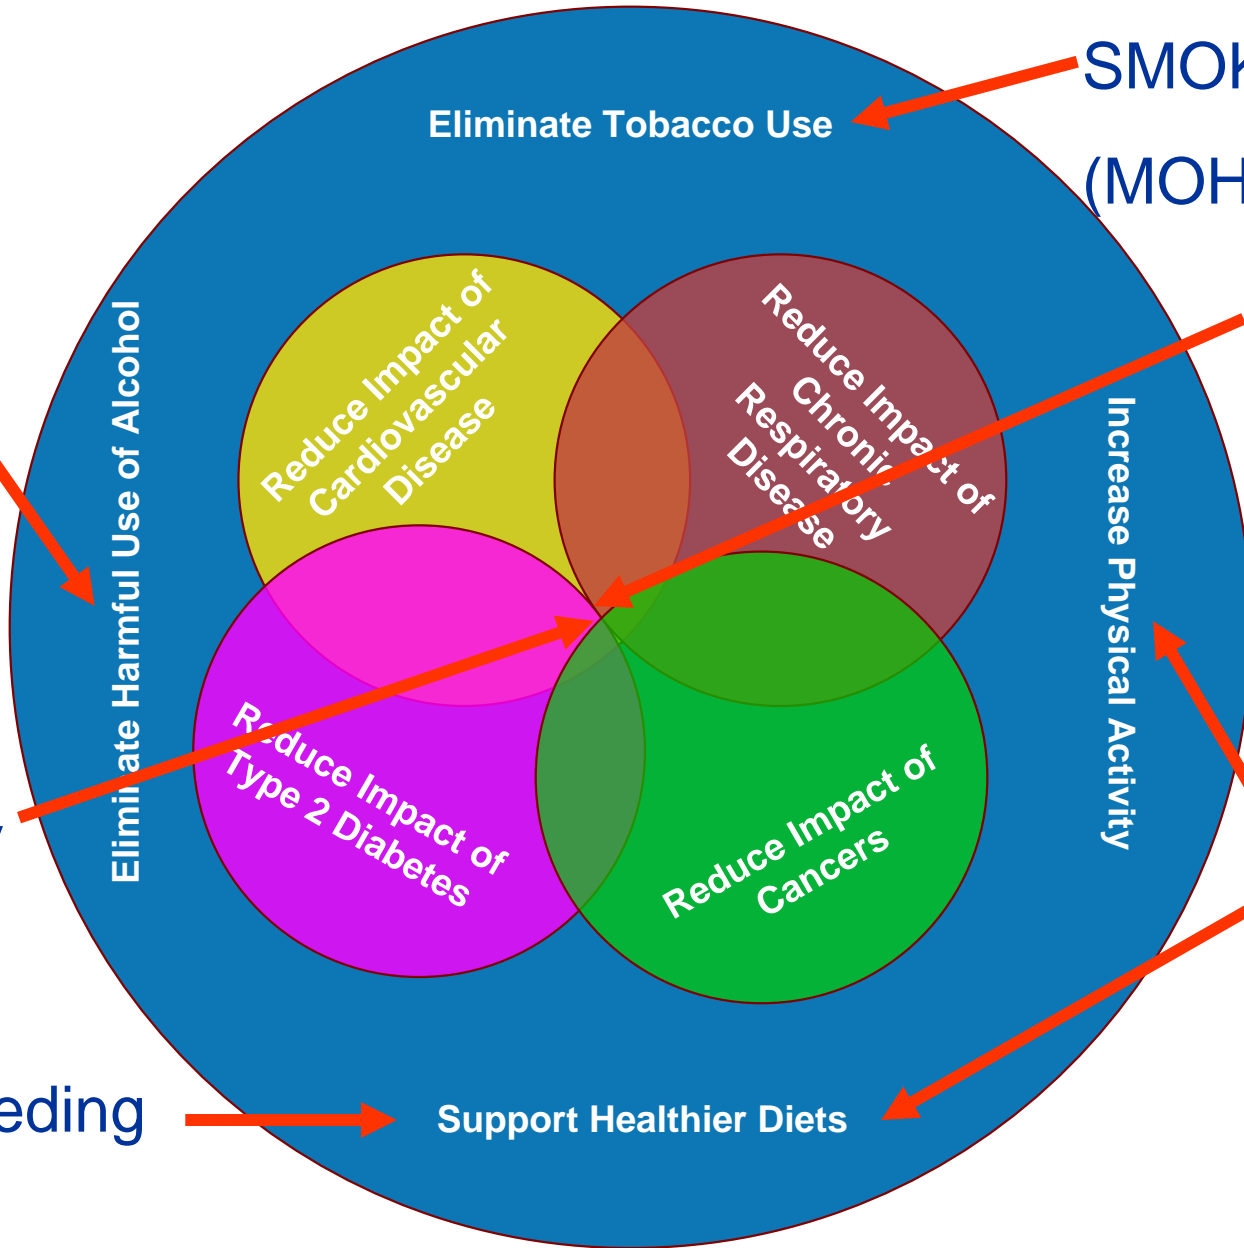 SMOK
(MOH
Eliminate Tobacco Use
Reduce Impact of
Cardiovascular
Disease
Reduce Impact of
Chronic
Respiratory
Disease
Eliminate Harmful Use of Alcohol
Increase Physical Activity
Reduce Impact of
Type 2 Diabetes
Reduce Impact of
Cancers
eding
Support Healthier Diets